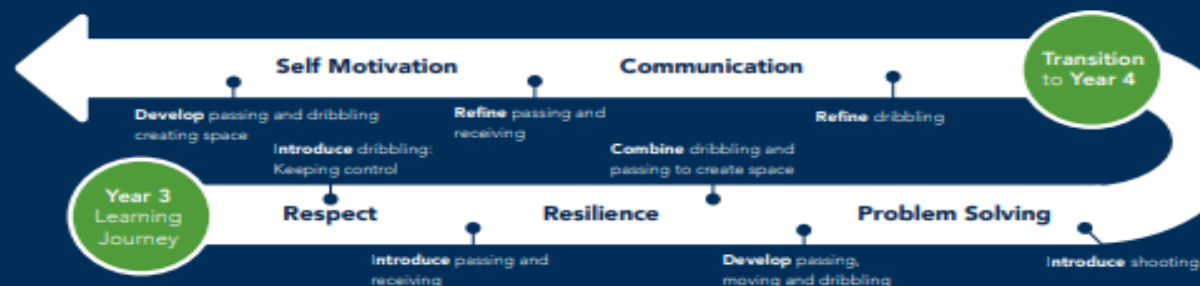 Self Motivation
Communication
Transition
to Year 4
Develop passing and dribbling
creating space
Refine passing and
receiving
Refine dribbling
Introduce dribbling:
Keeping control
Combine dribbling and
passing to create space
Year 3
Learning
Journey
Respect
Resilience
Problem Solving
Introduce passing and
receiving
Develop passing,
moving and dribbling
Introduce shooting